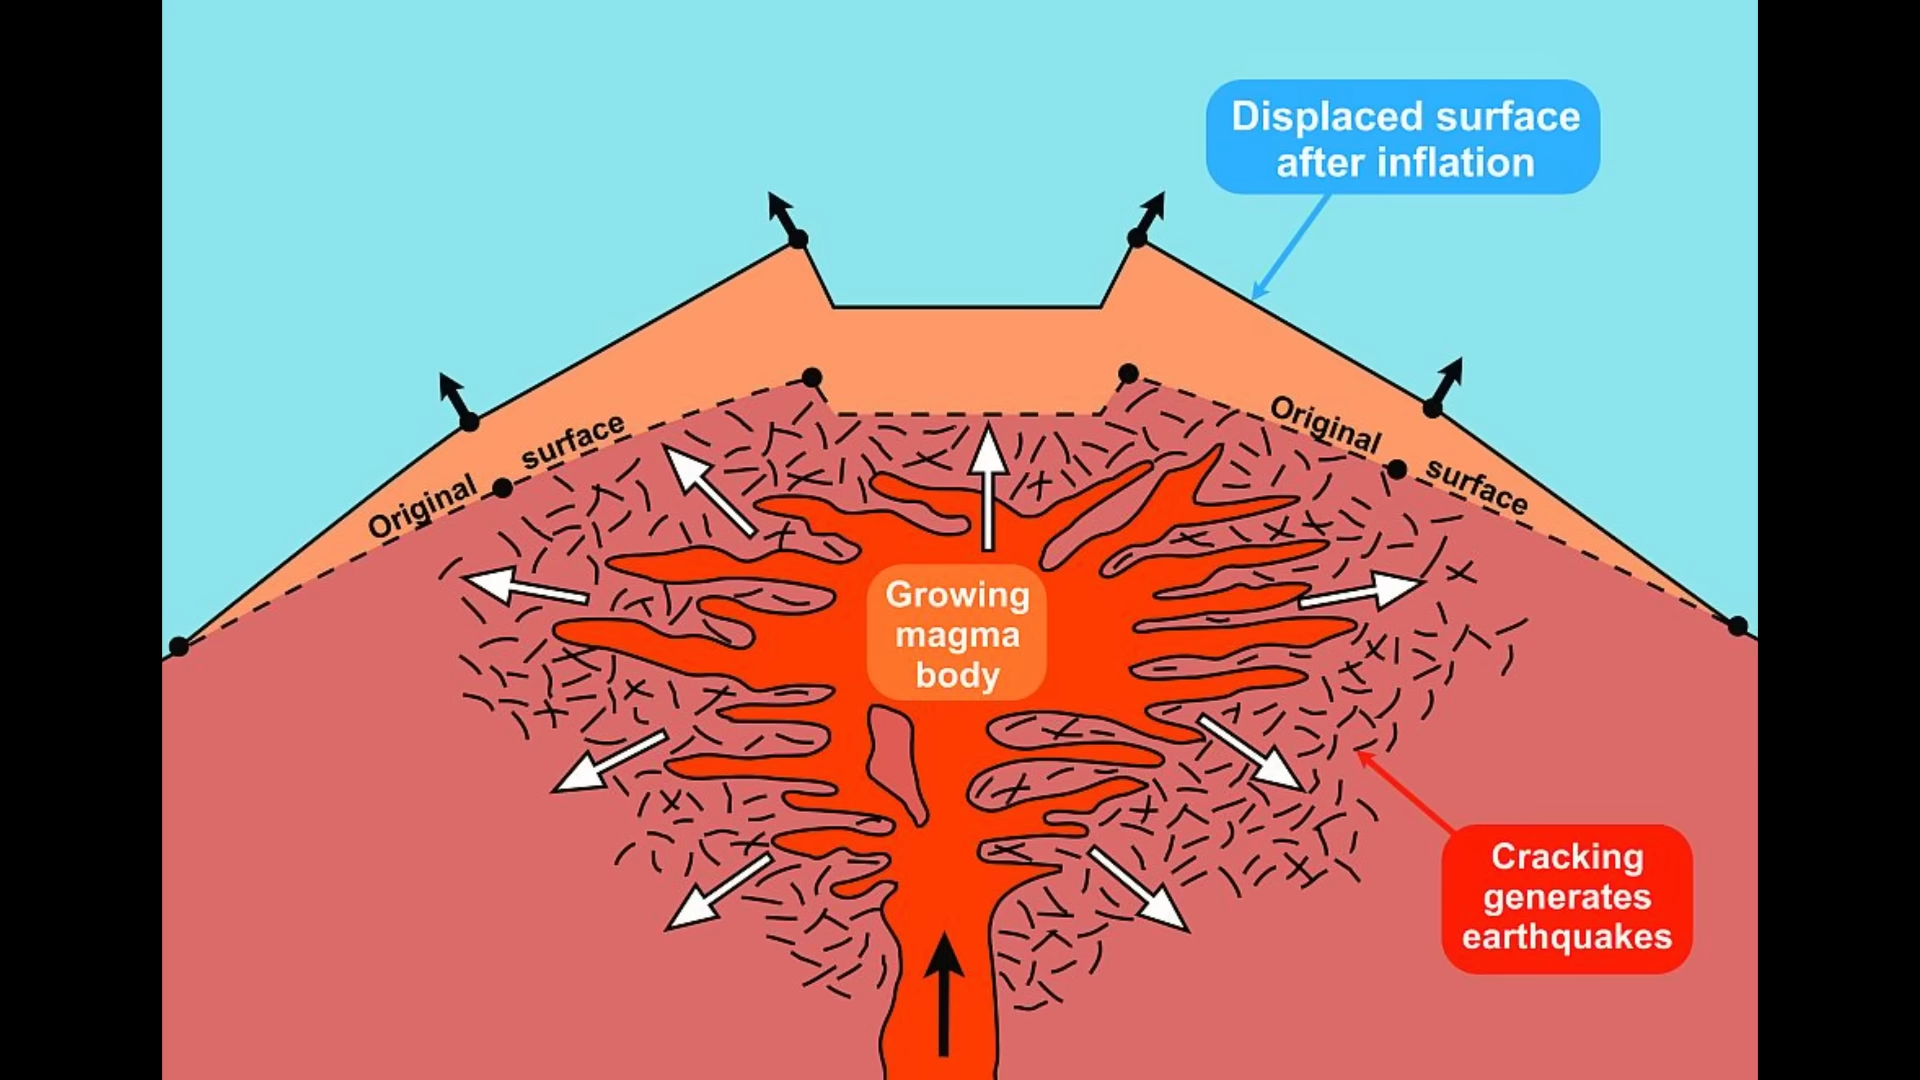 Displaced surface
after inflation
Original surface
Original surface
Growing
magma
body
Cracking
generates
earthquakes